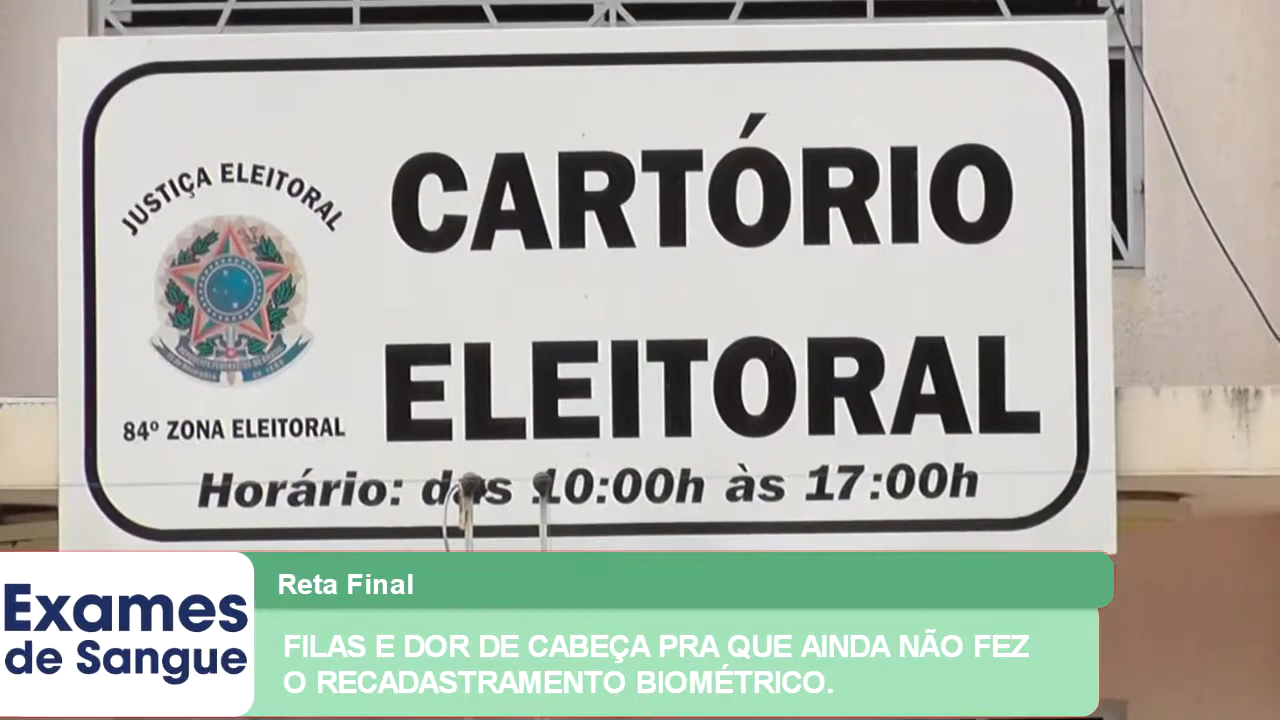 JUSTIÇA ELEITORAL
CARTÓRIO
ELEITORAL
84º ZONA ELEITORAL
Horário: das 10:00h às 17:00h
Exames
de Sangue
Reta Final
FILAS E DOR DE CABEÇA PRA QUE AINDA NÃO FEZ
O RECADASTRAMENTO BIOMÉTRICO.